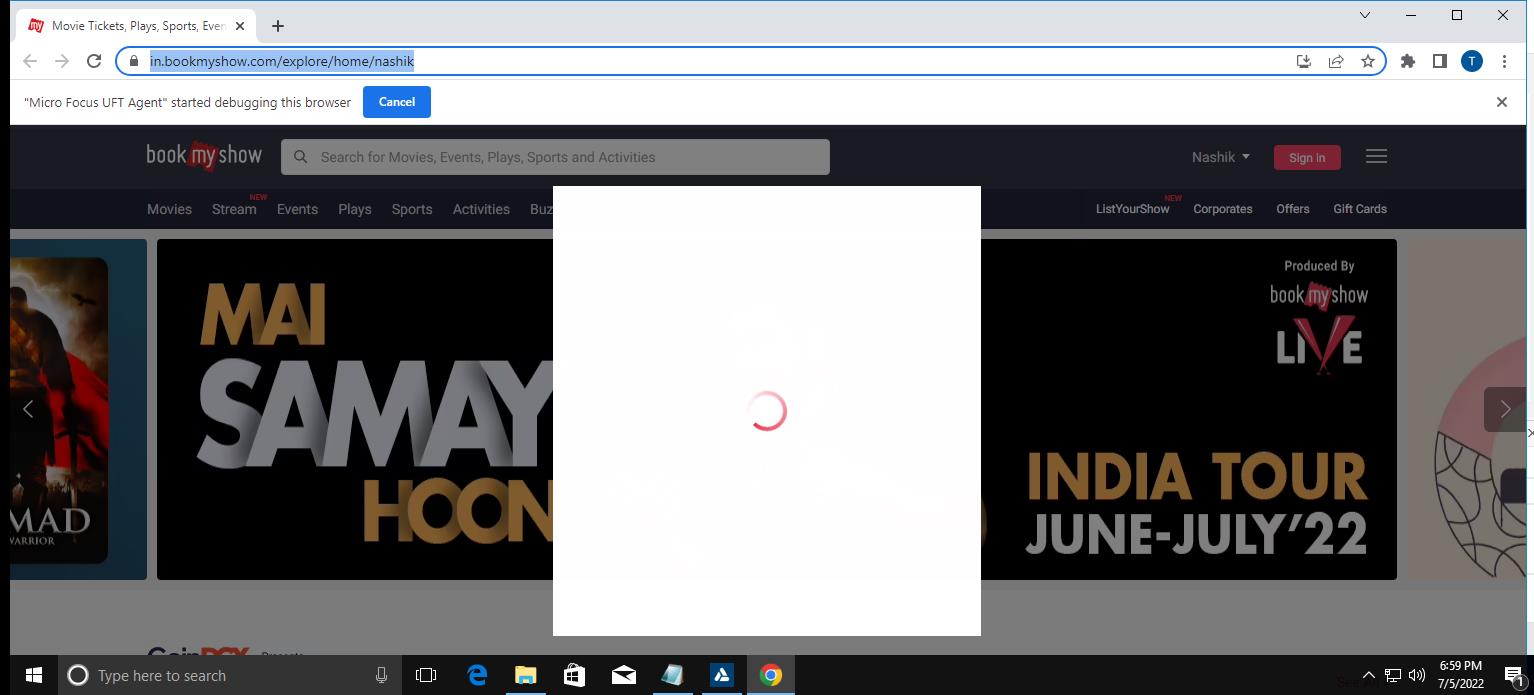 my Movie Tickets, Plays, Sports, Even
in.bookmyshow.com/explore/home/nashik
T
"Micro Focus UFT Agent" started debugging this browser Cancel
book my show Search for Movies, Events, Plays, Sports and Activities Nashik Sign in
NEW NEW
Movies Stream Events Plays Sports Activities Buz ListYourShow Corporates Offers Gift Cards
Produced By
book my show
LIVE
MAI
SAMAY
HOON
INDIA TOUR
JUNE-JULY'22
MAD
WARRIOR
Type here to search
6:59 PM
7/5/2022
1